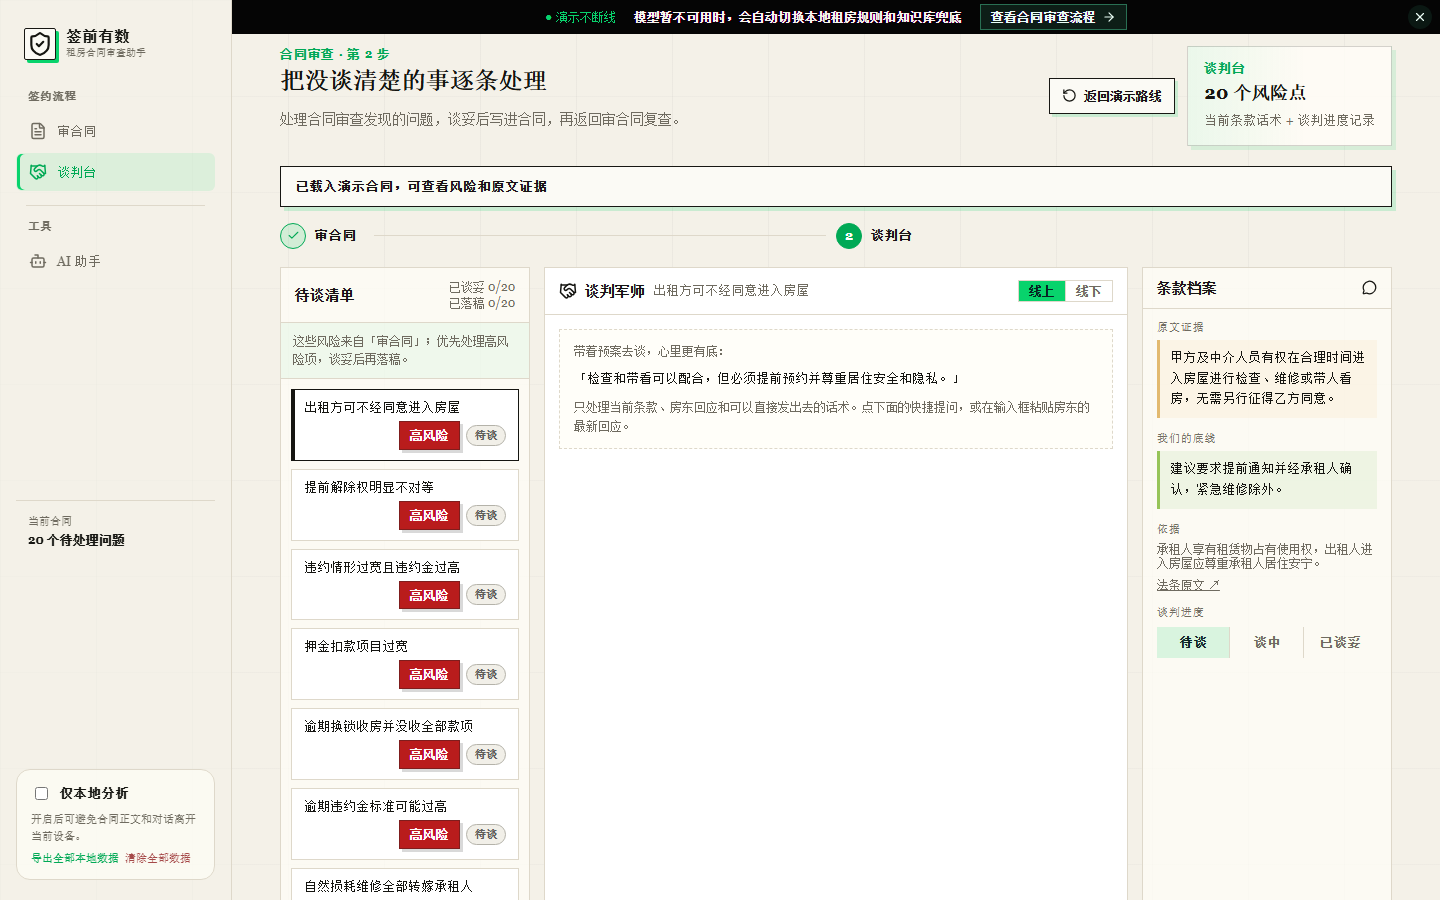 签前有数
租房合同审查助手
签约流程
审合同
谈判台
工具
AI 助手
当前合同
20 个待处理问题
仅本地分析
开启后可避免合同正文和对话离开
当前设备。
导出全部本地数据 清除全部数据
演示不断线 模型暂不可用时，会自动切换本地租房规则和知识库兜底 查看合同审查流程 →
合同审查 · 第 2 步
把没谈清楚的事逐条处理
处理合同审查发现的问题，谈妥后写进合同，再返回审合同复查。
返回演示路线
谈判台
20 个风险点
当前条款话术 + 谈判进度记录
已载入演示合同，可查看风险和原文证据
审合同
2 谈判台
待谈清单
已谈妥 0/20
已落稿 0/20
这些风险来自「审合同」；优先处理高风
险项，谈妥后再落稿。
出租方可不经同意进入房屋
高风险 待谈
提前解除权明显不对等
高风险 待谈
违约情形过宽且违约金过高
高风险 待谈
押金扣款项目过宽
高风险 待谈
逾期换锁收房并没收全部款项
高风险 待谈
逾期违约金标准可能过高
高风险 待谈
自然损耗维修全部转嫁承租人
谈判军师 出租方可不经同意进入房屋
线上 线下
带着预案去谈，心里更有底：
「检查和带看可以配合，但必须提前预约并尊重居住安全和隐私。」
只处理当前条款、房东回应和可以直接发出去的话术。点下面的快捷提问，或在输入框粘贴房东的
最新回应。
条款档案
原文证据
甲方及中介人员有权在合理时间进
入房屋进行检查、维修或带人看
房，无需另行征得乙方同意。
我们的底线
建议要求提前通知并经承租人确
认，紧急维修除外。
依据
承租人享有租赁物占有使用权，出租人进
入房屋应尊重承租人居住安宁。
法条原文 ↗
谈判进度
待谈 谈中 已谈妥